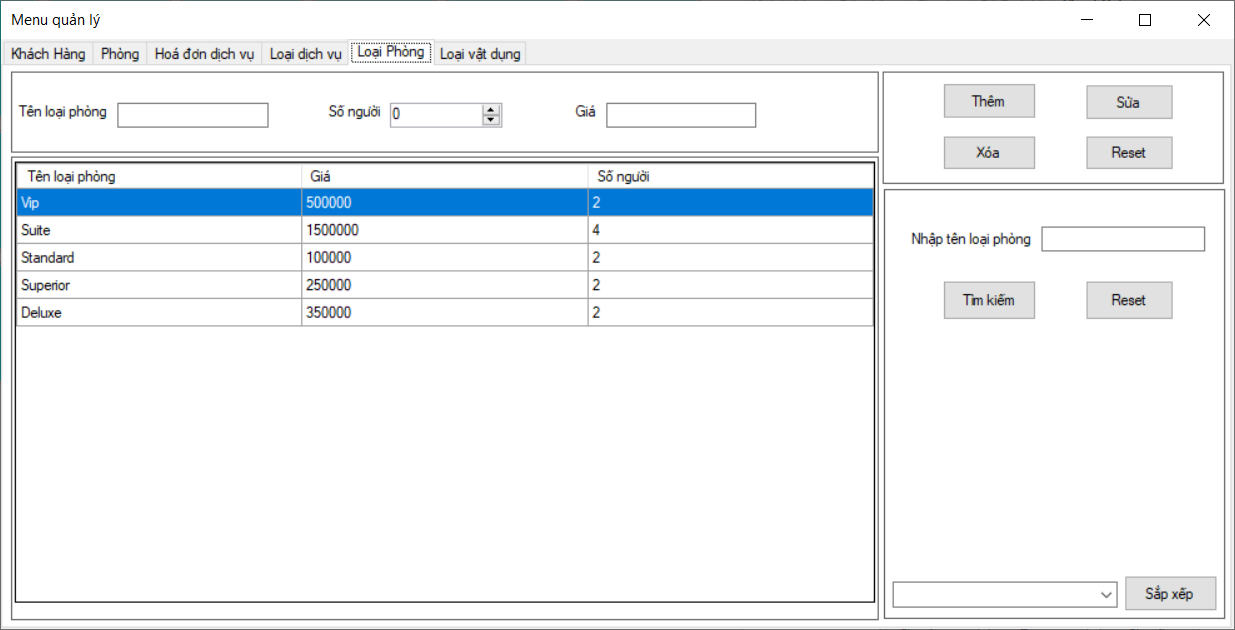 Menu quản lý
Khách Hàng Phòng Hoá đơn dịch vụ Loại dịch vụ Loại Phòng Loại vật dụng
Tên loại phòng Số người 0 Giá
Thêm Sửa
Xóa Reset
Tên loại phòng Giá Số người
Vip 500000 2
Suite 1500000 4
Standard 100000 2
Superior 250000 2
Deluxe 350000 2
Nhập tên loại phòng
Tìm kiếm Reset
Sắp xếp